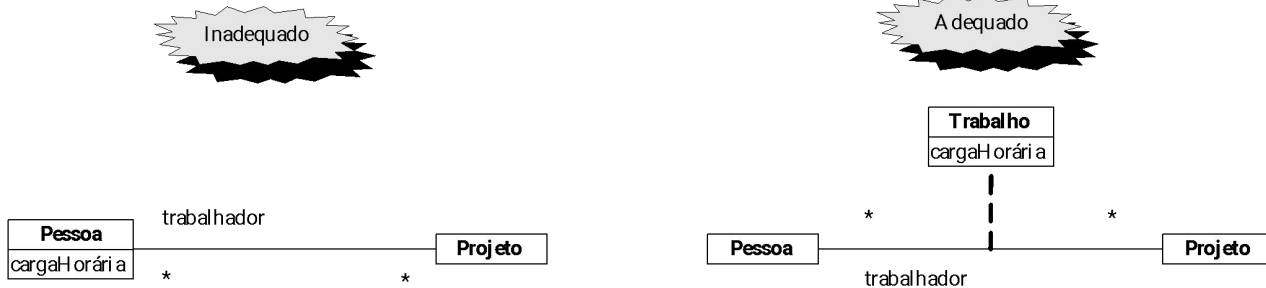 Inadequado
Pessoa
cargaHorária
trabalhador
*
*
Projeto
Adequado
Trabalho
cargaHorária
*
*
Pessoa
trabalhador
Projeto